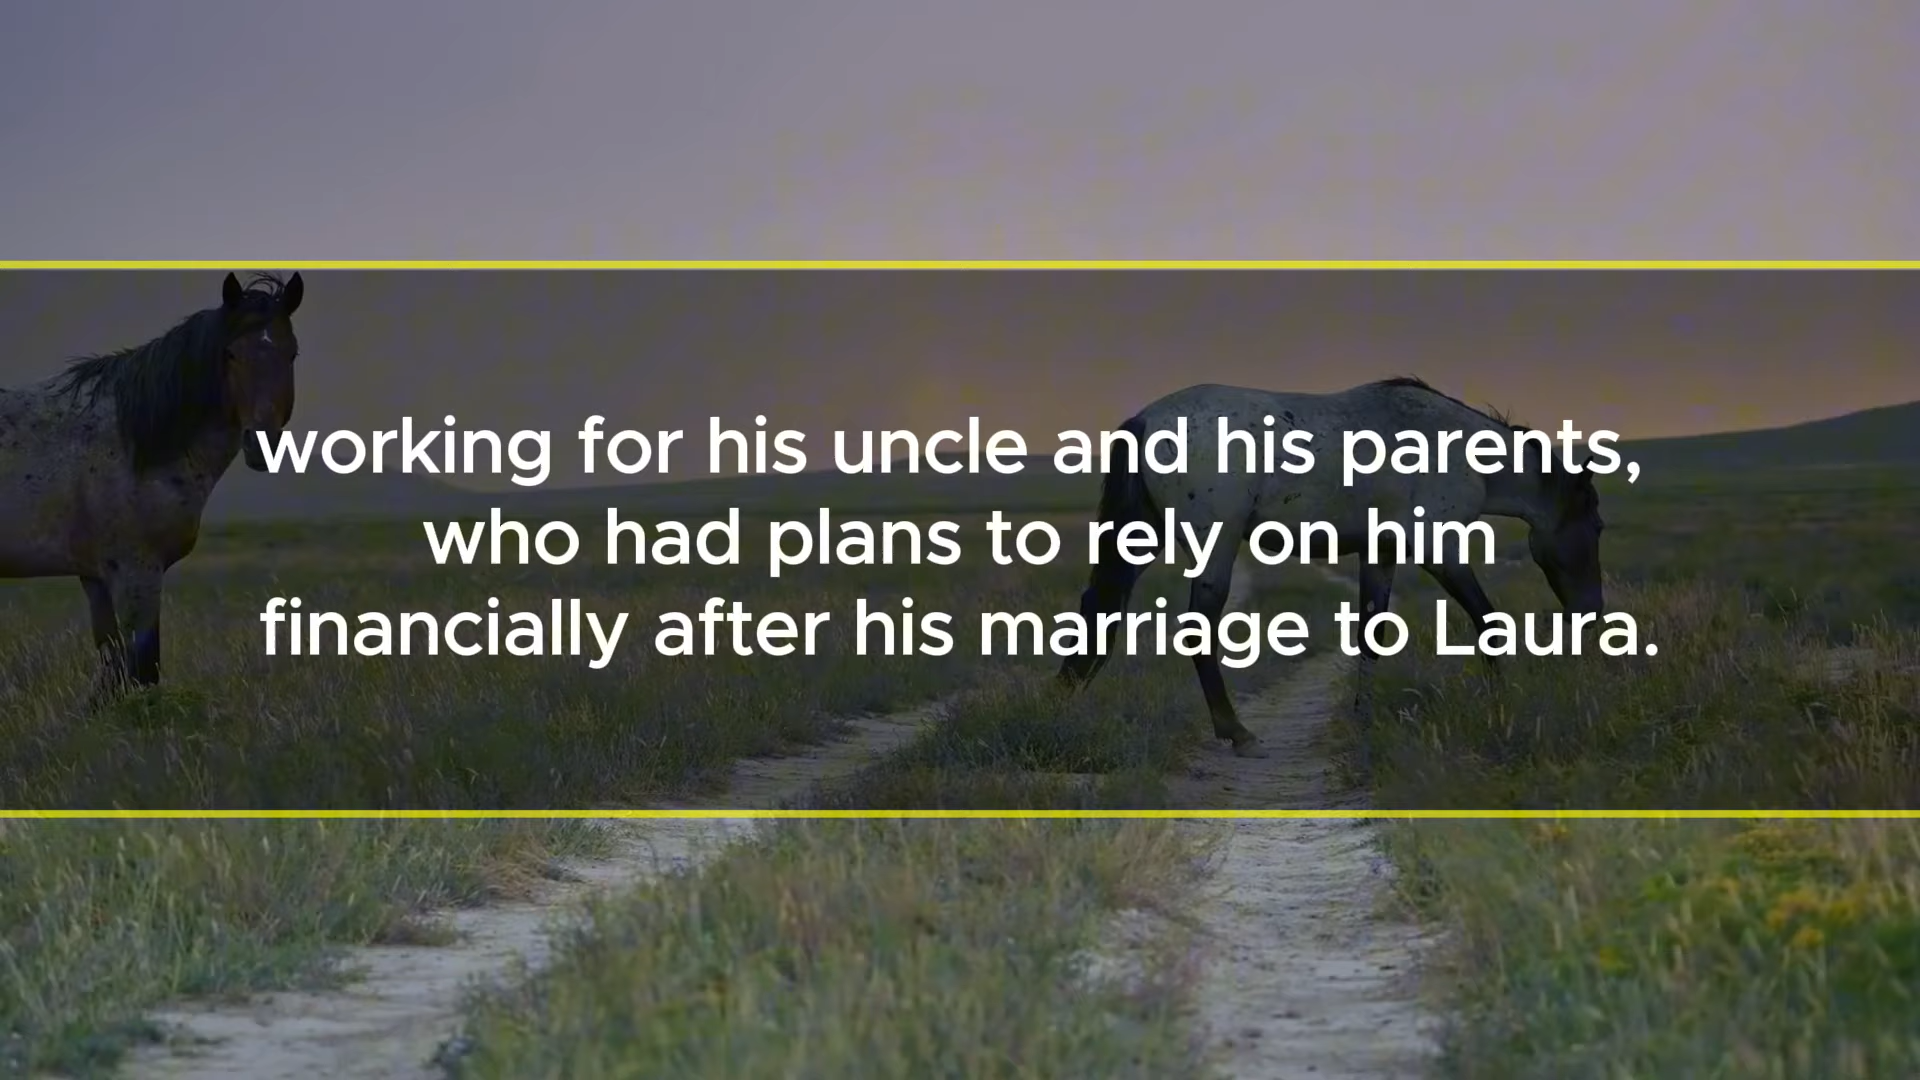 working for his uncle and his parents,
who had plans to rely on him
financially after his marriage to Laura.